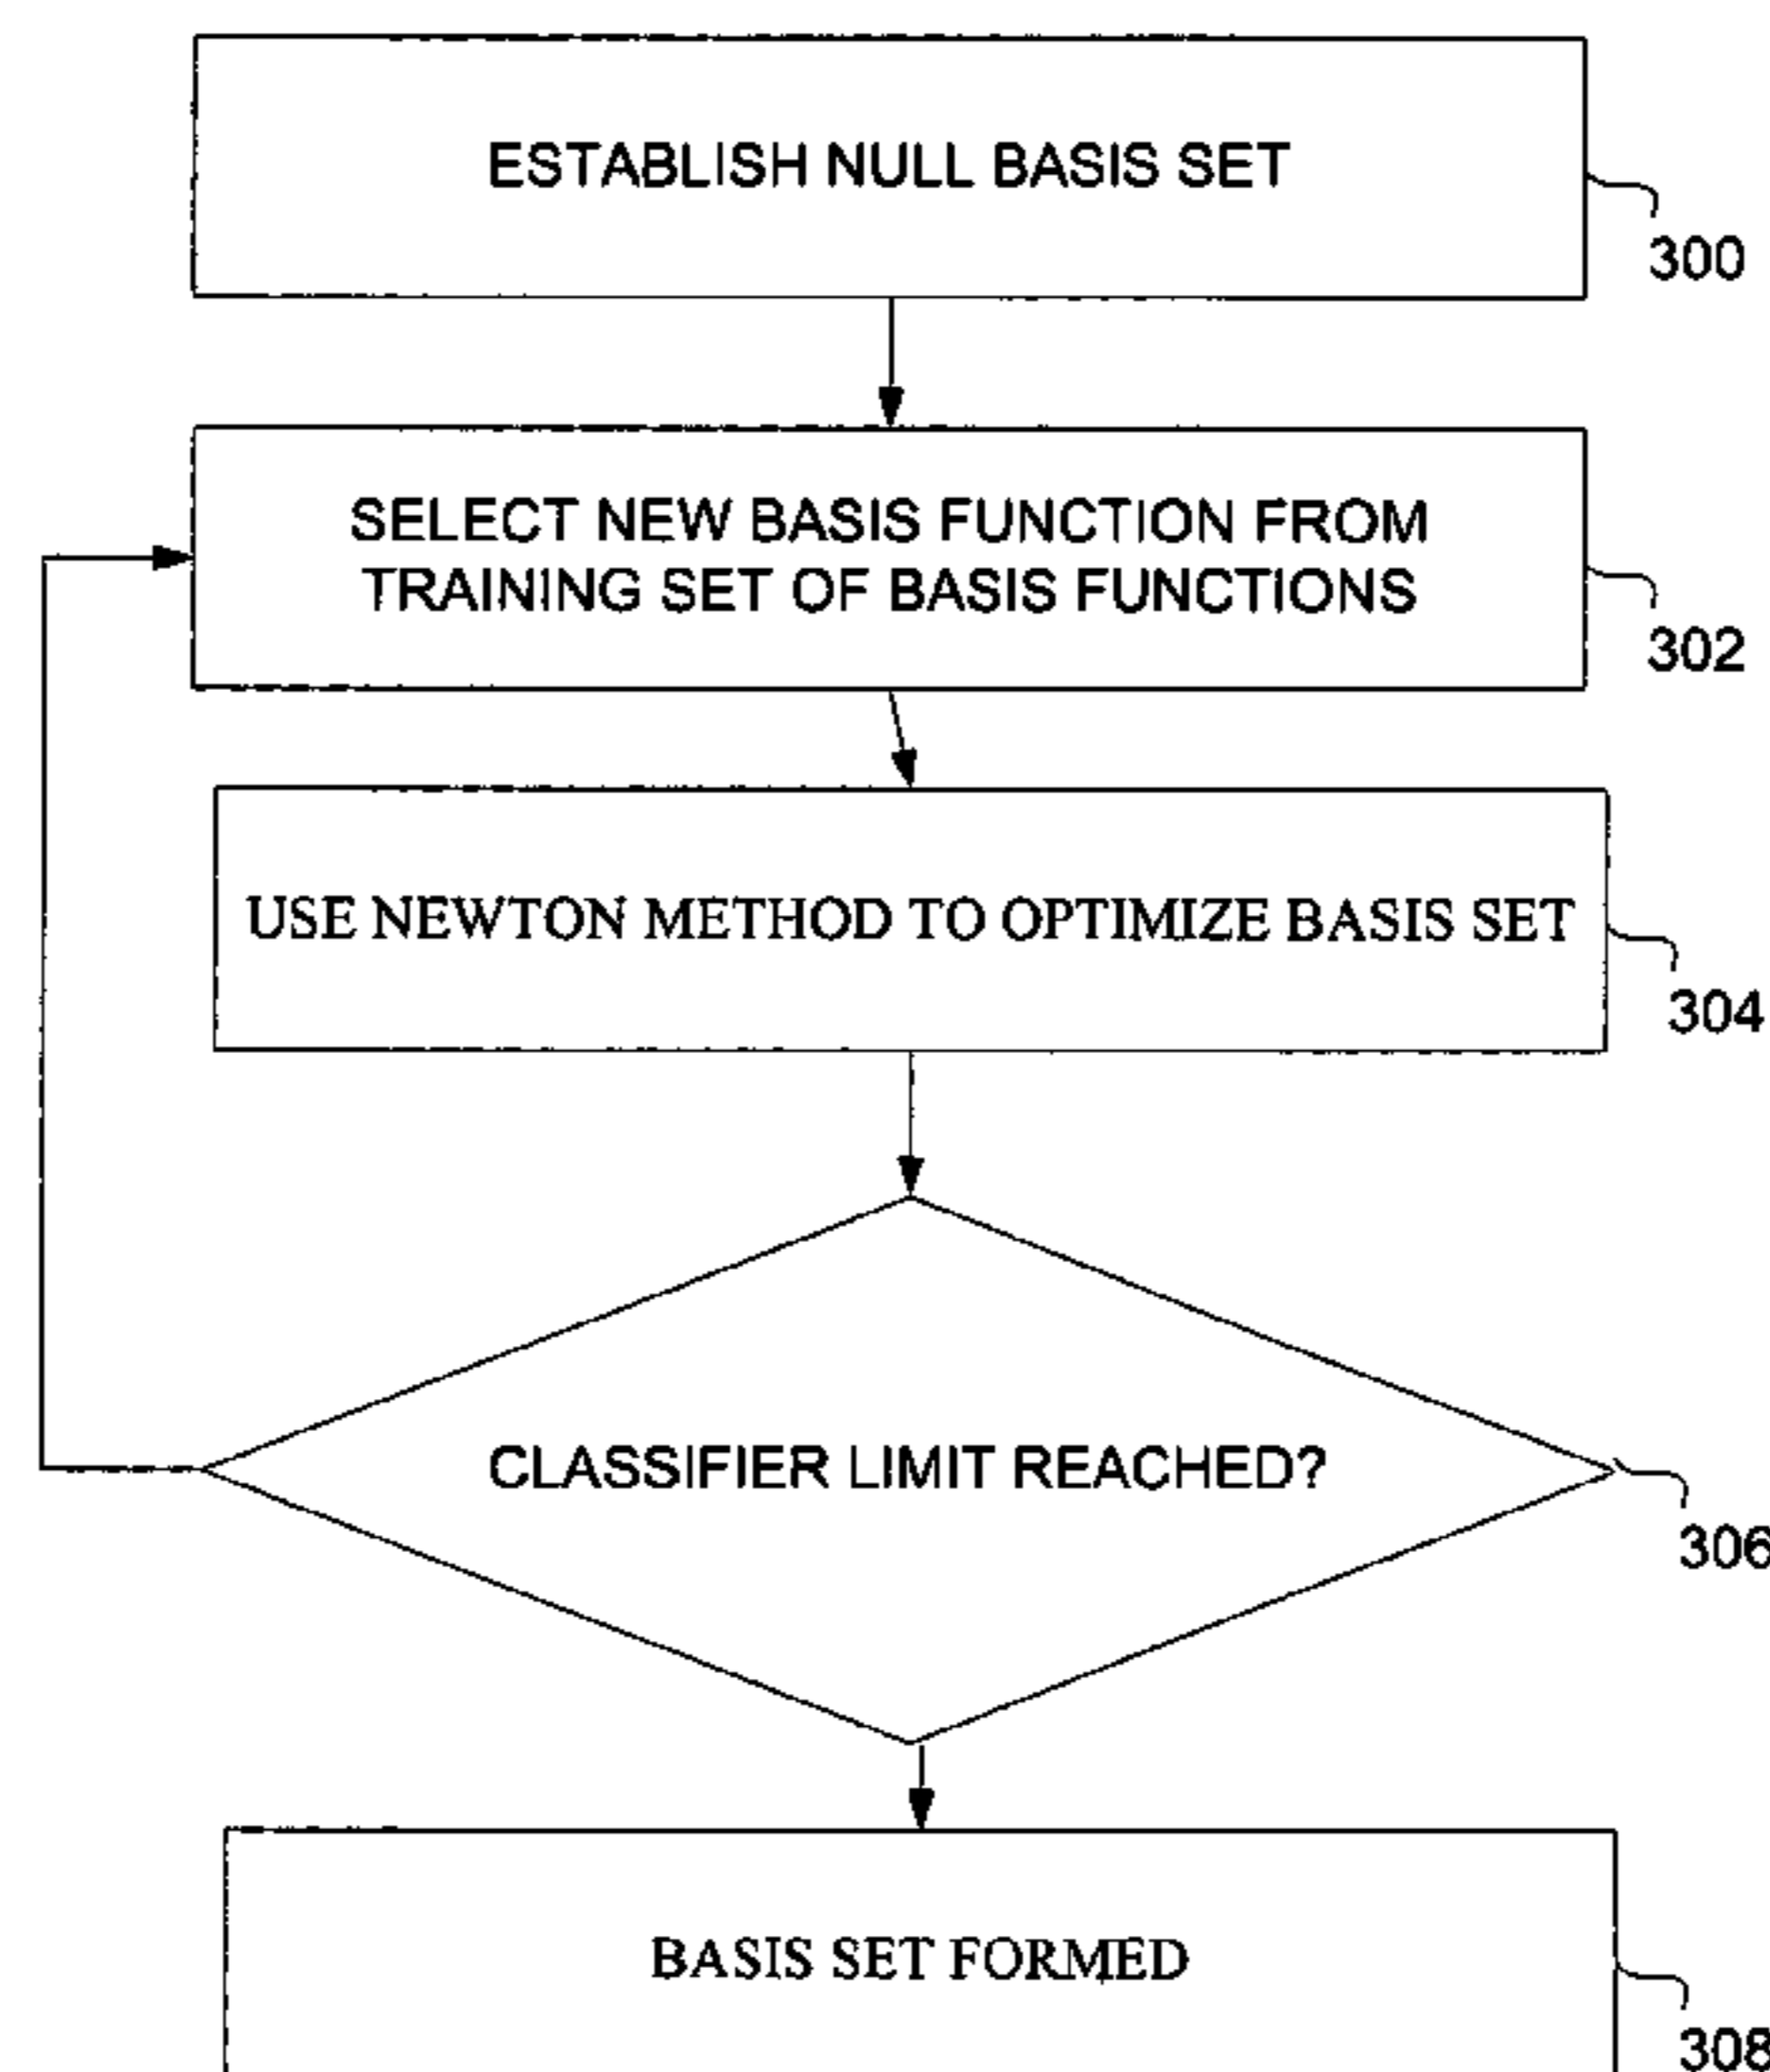 ESTABLISH NULL BASIS SET
300
SELECT NEW BASIS FUNCTION FROM
TRAINING SET OF BASIS FUNCTIONS
302
USE NEWTON METHOD TO OPTIMIZE BASIS SET
304
CLASSIFIER LIMIT REACHED?
306
BASIS SET FORMED
308